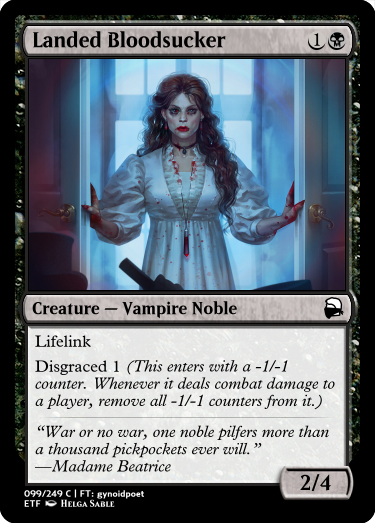 Landed Bloodsucker 1
Creature — Vampire Noble
Lifelink
Disgraced 1 (This enters with a -1/-1
counter. Whenever it deals combat damage to
a player, remove all -1/-1 counters from it.)
“War or no war, one noble pilfers more than
a thousand pickpockets ever will.”
—Madame Beatrice
2/4
099/249 C | FT: gynoidpoet
ETF Helga Sable